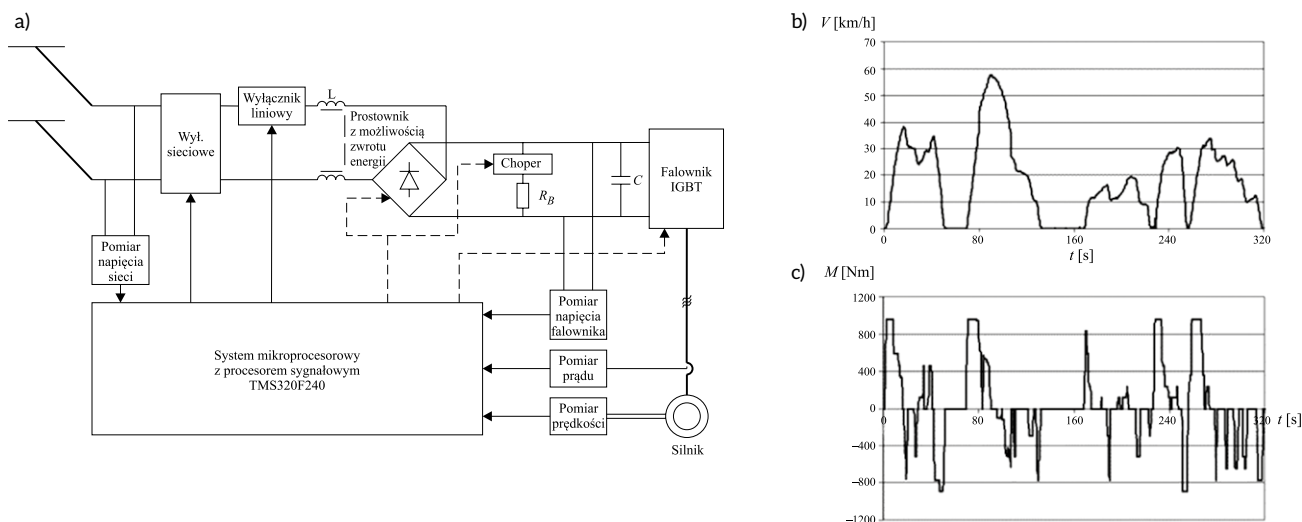 a)
Wył.
sieciowe
Wyłącznik
liniowy
L
Prostownik
z możliwością
zwrotu
energii
Choper
R_B
C
Falownik
IGBT
Pomiar
napięcia
sieci
Pomiar
napięcia
falownika
System mikroprocesorowy
z procesorem sygnałowym
TMS320F240
Pomiar
prądu
Pomiar
prędkości
Silnik
b)
V [km/h]
70
60
50
40
30
20
10
0
0
80
160
240
320
t [s]
c)
M [Nm]
1200
800
400
0
–400
–800
–1200
0
80
160
240
320
t [s]